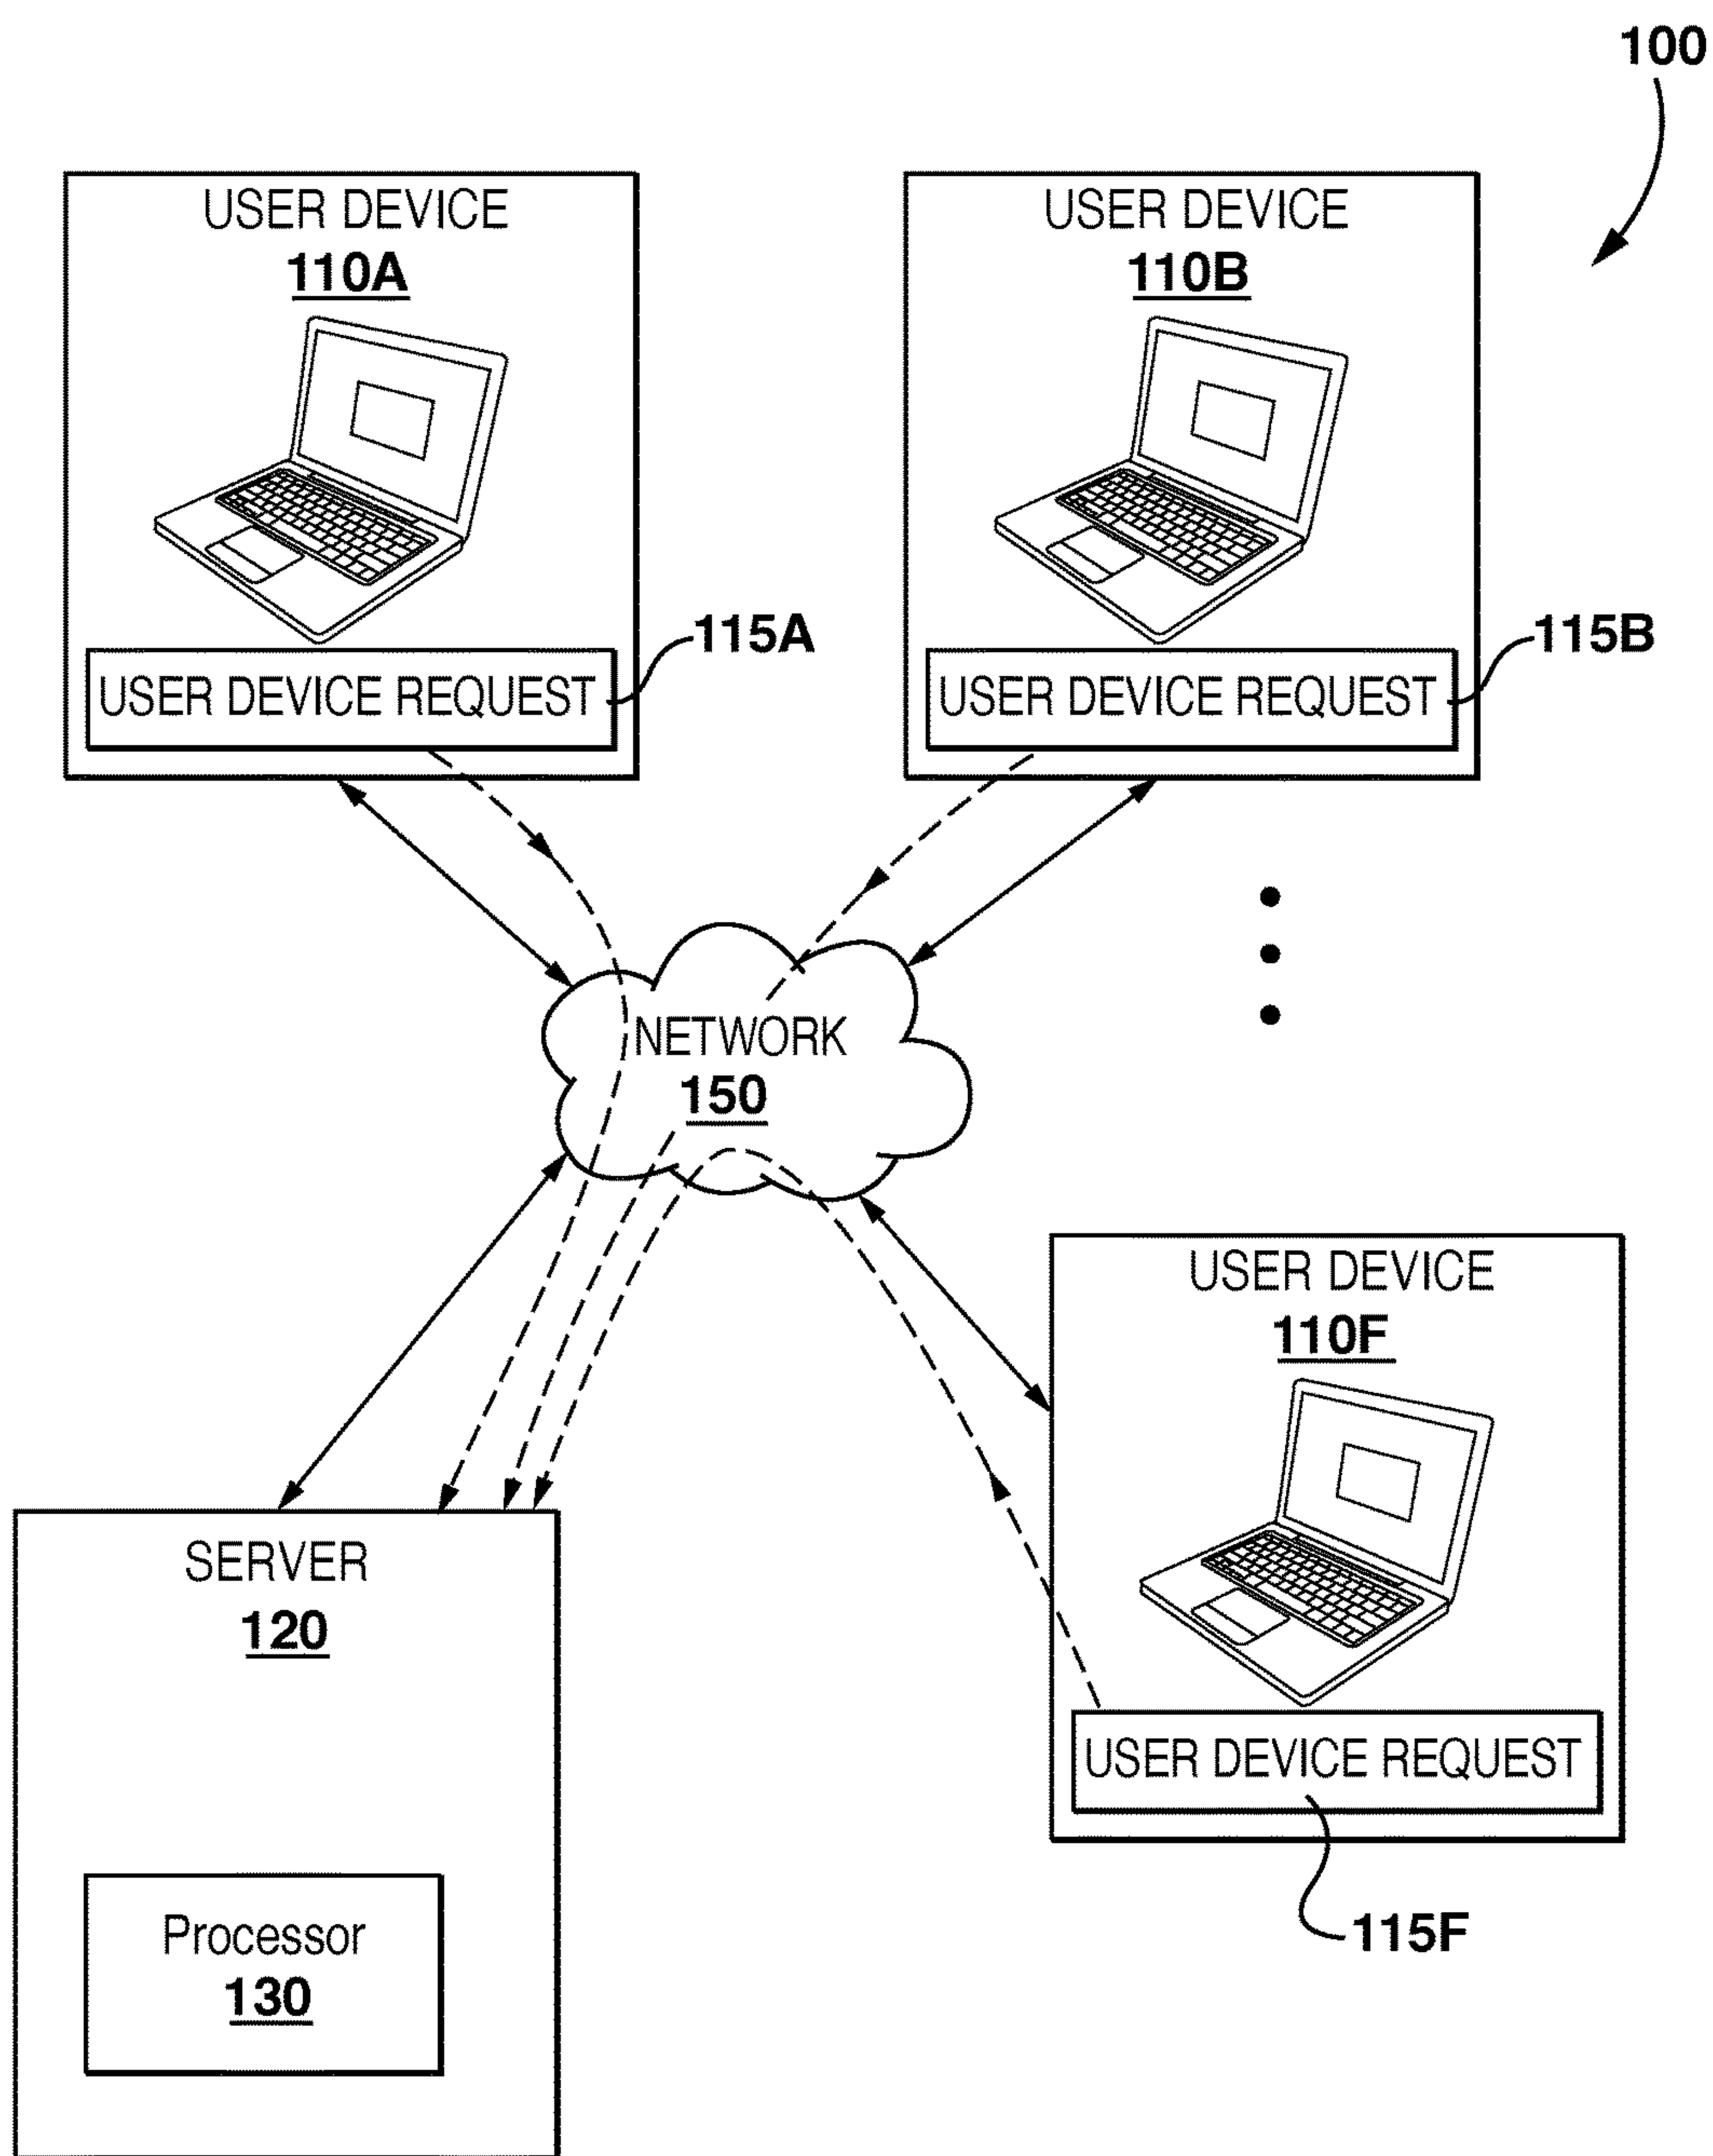 100
USER DEVICE
110A
USER DEVICE REQUEST
115A
USER DEVICE
110B
USER DEVICE REQUEST
115B
NETWORK
150
USER DEVICE
110F
USER DEVICE REQUEST
115F
SERVER
120
Processor
130